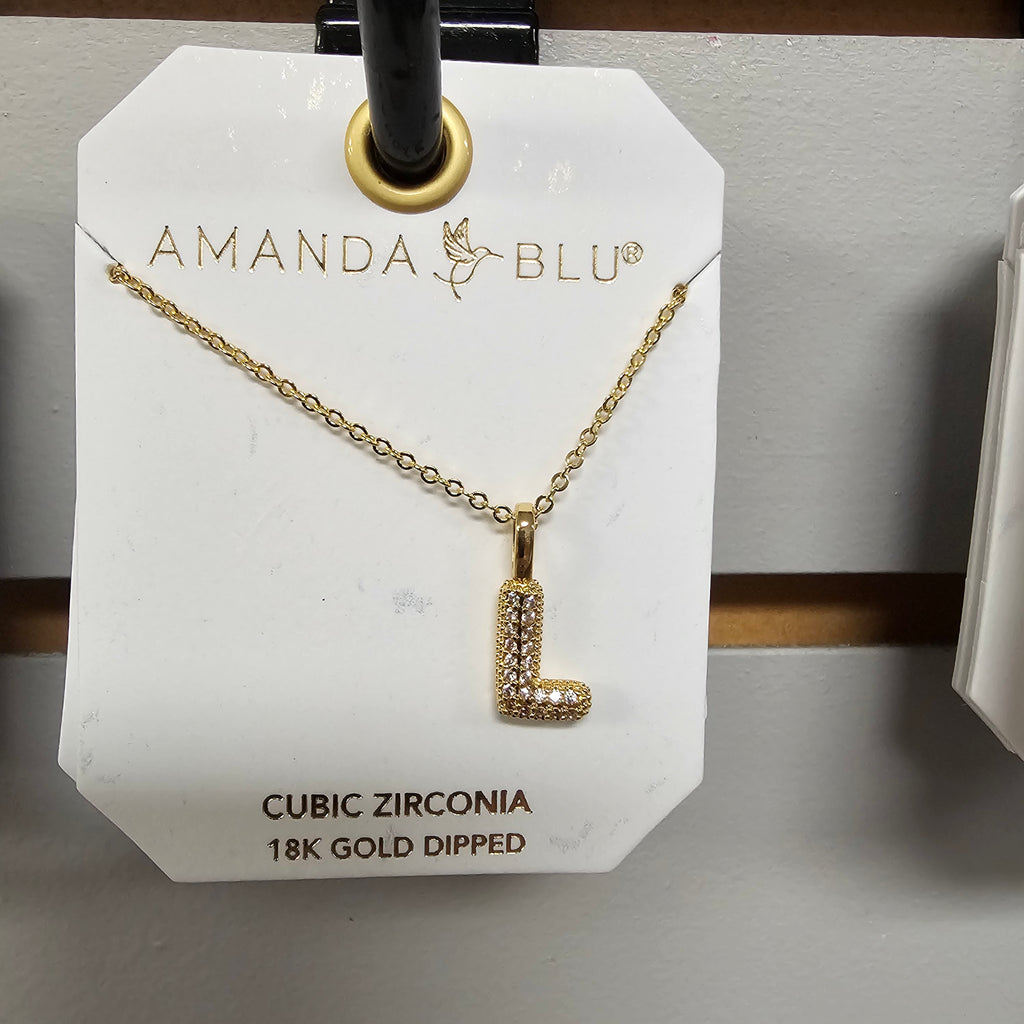 AMANDA BLU®
L
CUBIC ZIRCONIA
18K GOLD DIPPED